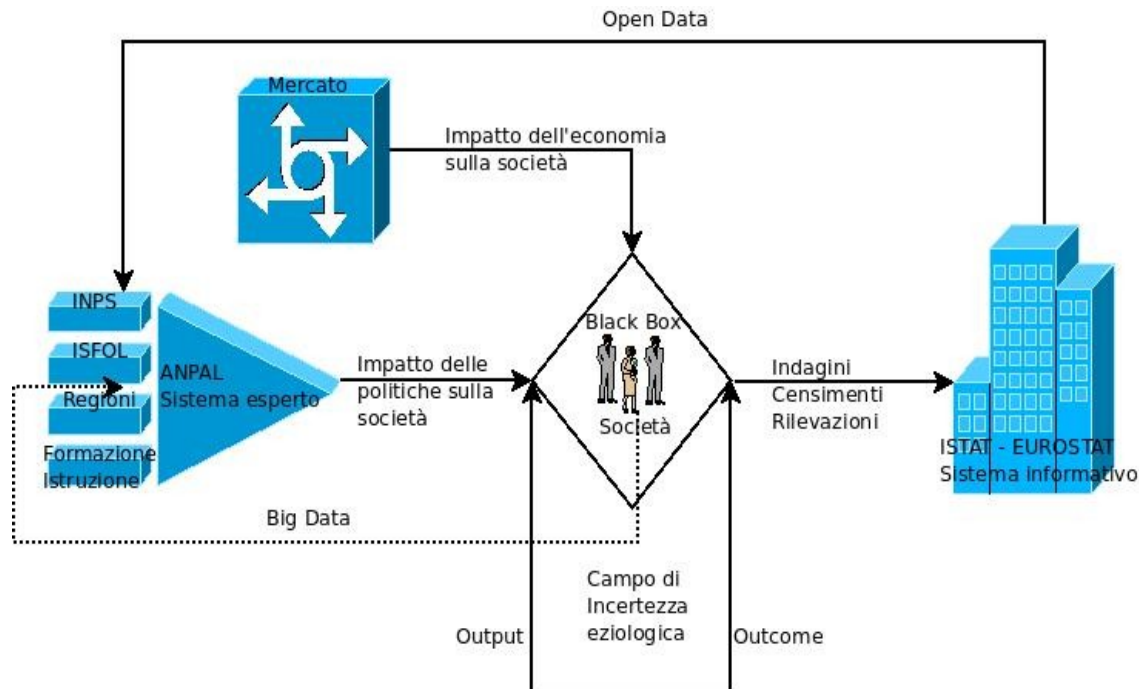 Open Data
Mercato
Impatto dell'economia
sulla società
INPS
ISFOL
Regioni
Formazione
Istruzione
ANPAL
Sistema esperto
Impatto delle
politiche sulla
società
Black Box
Società
Indagini
Censimenti
Rilevazioni
ISTAT - EUROSTAT
Sistema informativo
Big Data
Campo di
Incertezza
eziologica
Output
Outcome